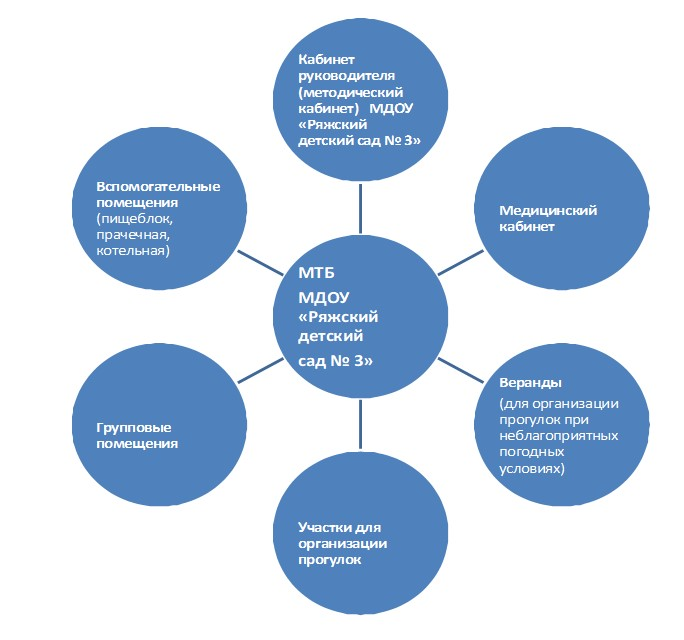 Кабинет
руководителя
(методический
кабинет) МДОУ
«Ряжский
детский сад № 3»
Вспомогательные
помещения
(пищеблок,
прачечная,
котельная)
Медицинский
кабинет
МТБ
МДОУ
«Ряжский
детский
сад № 3»
Веранды
(для организации
прогулок при
неблагоприятных
погодных
условиях)
Групповые
помещения
Участки для
организации
прогулок